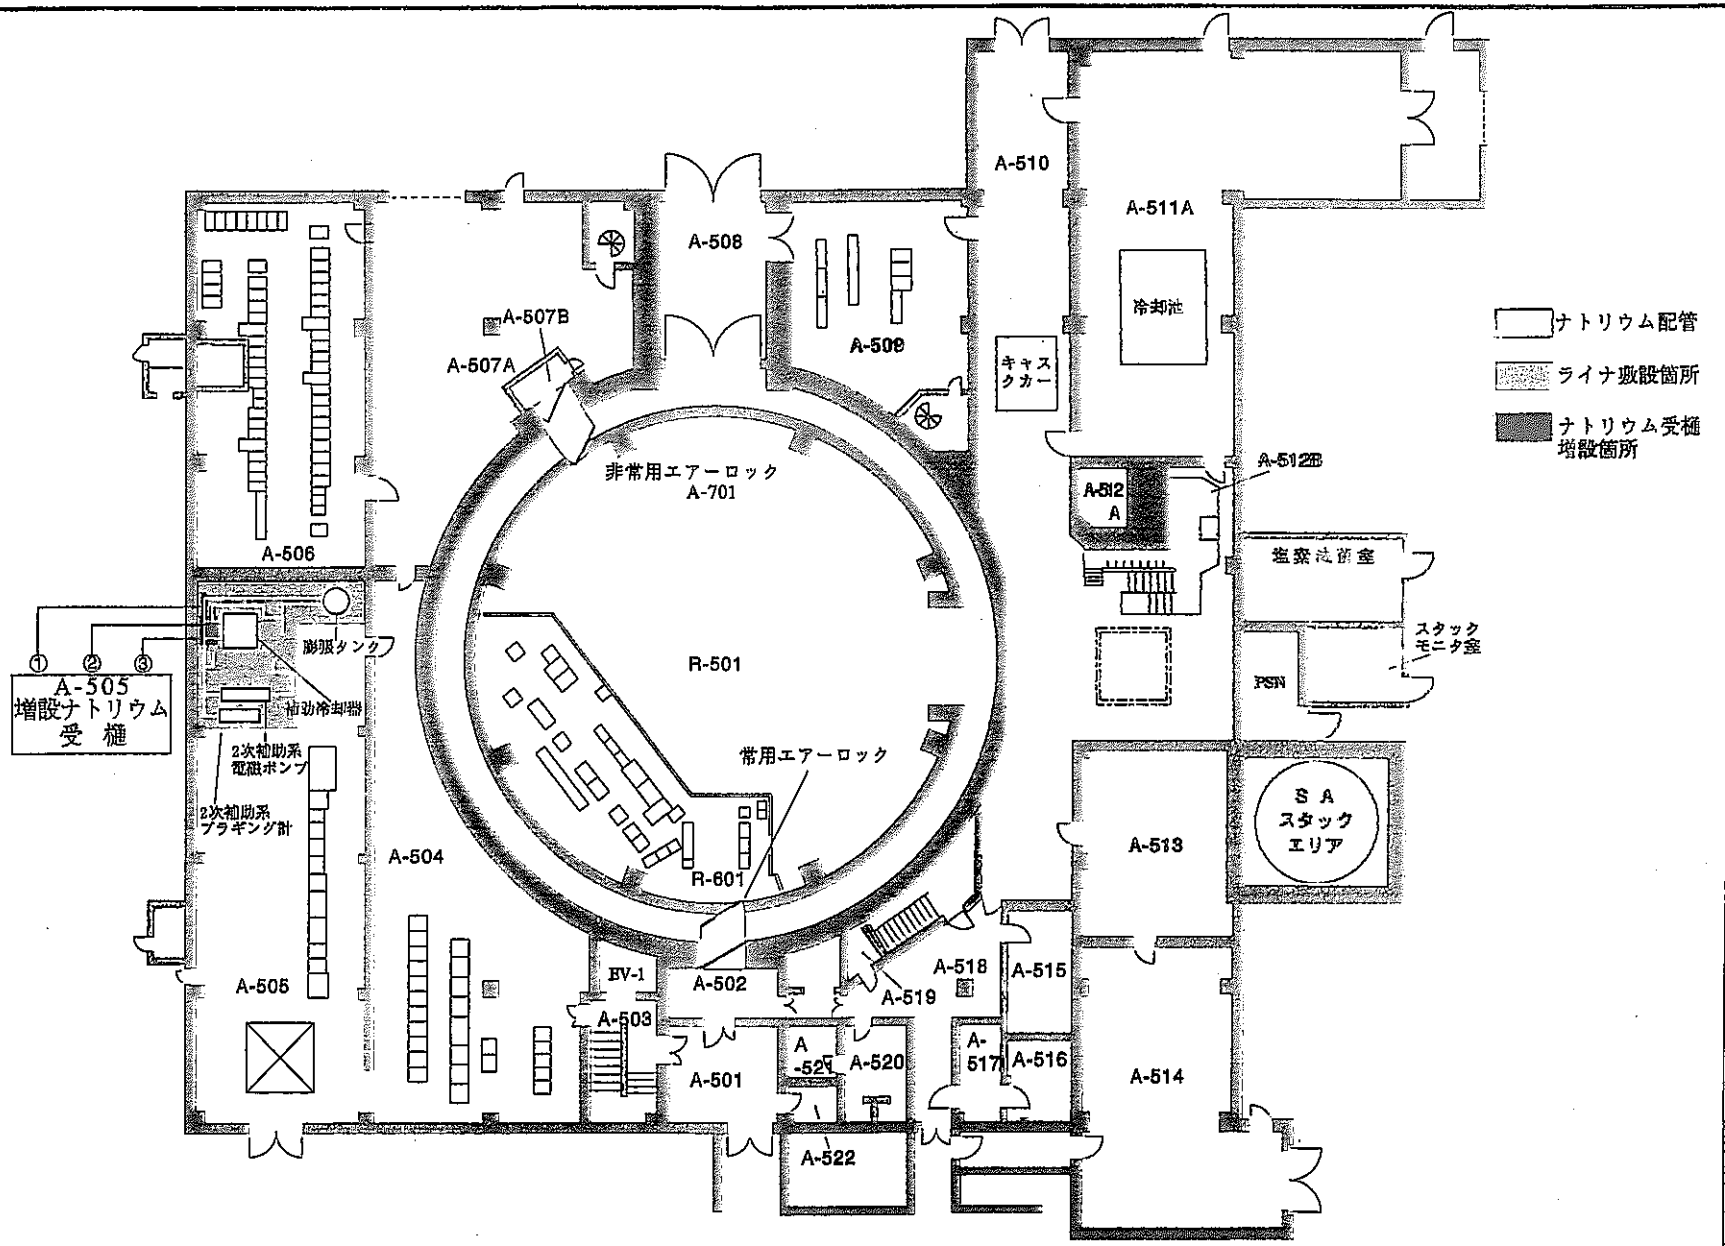 A-510
A-511A
A-508
冷却池
ナトリウム配管
A-507B
A-509
A-507A
キャス
クカー
ライナ敷設箇所
ナトリウム受樋
増設箇所
A-512B
非常用エアーロック
A-701
A-512
A
A-506
膨張タンク
① ② ③
A-505
増設ナトリウム
受 樋
R-501
スタック
モニタ室
PSN
補助冷却器
2次補助系
電磁ポンプ
常用エアーロック
2次補助系
プラギング計
S A
スタック
エリア
A-504
A-513
R-601
EV-1
A-502
A-518
A-515
A-505
A-519
A-503
A
-521
A-520
A-
517
A-516
A-501
A-514
A-522